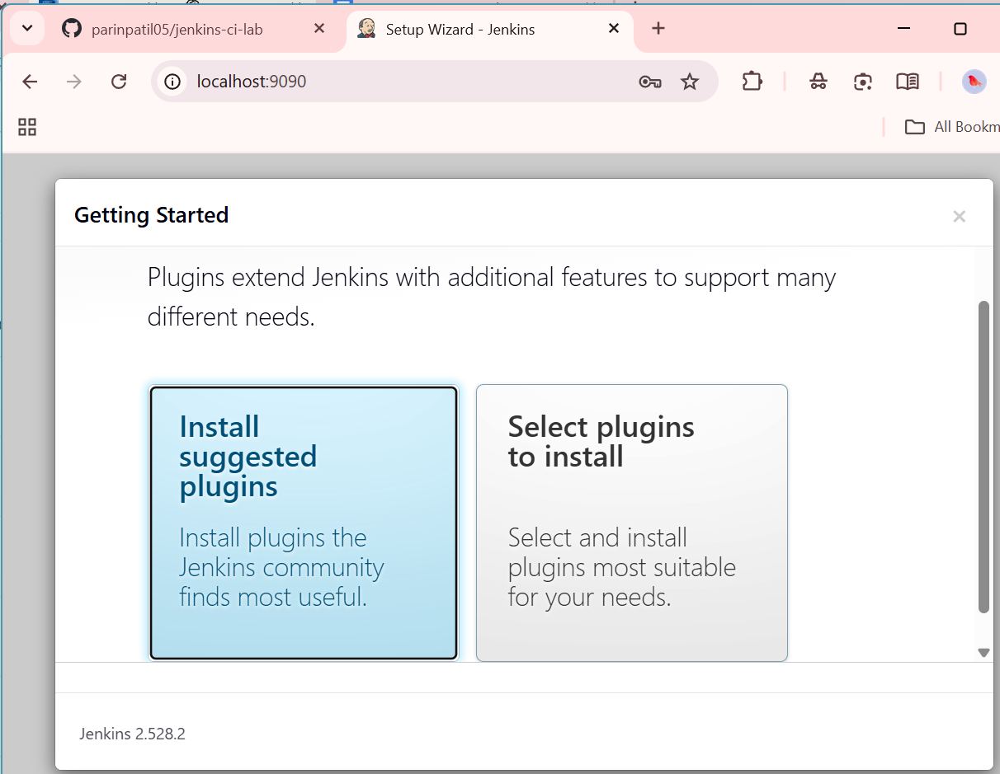 parinpatil05/jenkins-ci-lab
Setup Wizard - Jenkins
localhost:9090
All Bookm
Getting Started
Plugins extend Jenkins with additional features to support many
different needs.
Install
suggested
plugins
Install plugins the
Jenkins community
finds most useful.
Select plugins
to install
Select and install
plugins most suitable
for your needs.
Jenkins 2.528.2